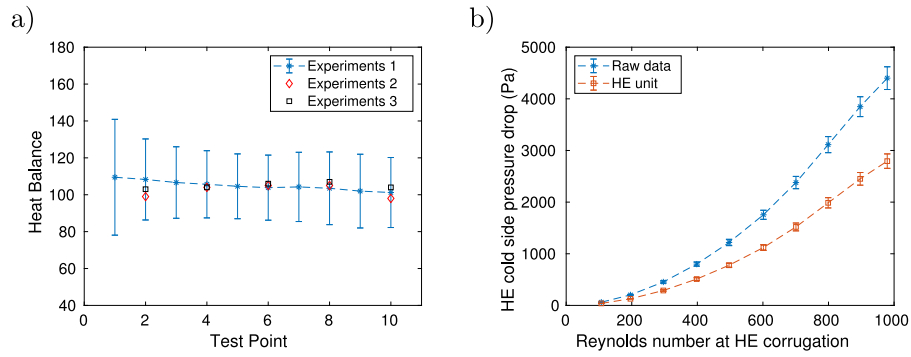 a)
180
160
140
120
100
80
60
40
0
2
4
6
8
10
Heat Balance
Test Point
Experiments 1
Experiments 2
Experiments 3
b)
5000
4000
3000
2000
1000
0
0
200
400
600
800
1000
HE cold side pressure drop (Pa)
Reynolds number at HE corrugation
Raw data
HE unit